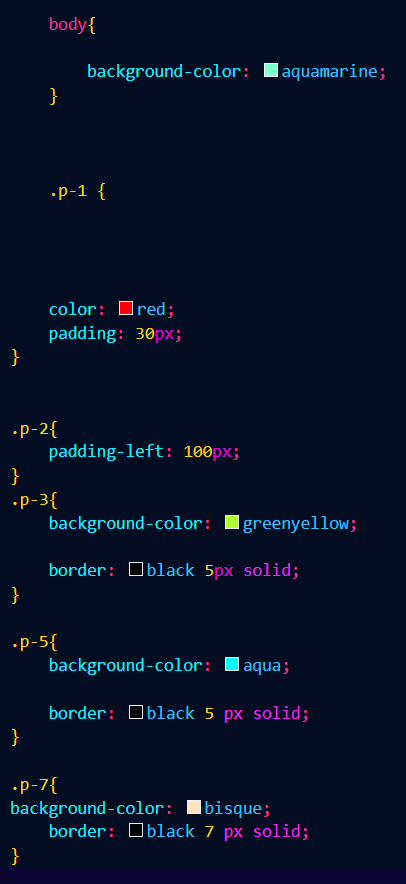 body{
background-color: aquamarine;
}
.p-1 {
color: red;
padding: 30px;
}
.p-2{
padding-left: 100px;
}
.p-3{
background-color: greenyellow;
border: black 5px solid;
}
.p-5{
background-color: aqua;
border: black 5 px solid;
}
.p-7{
background-color: bisque;
border: black 7 px solid;
}